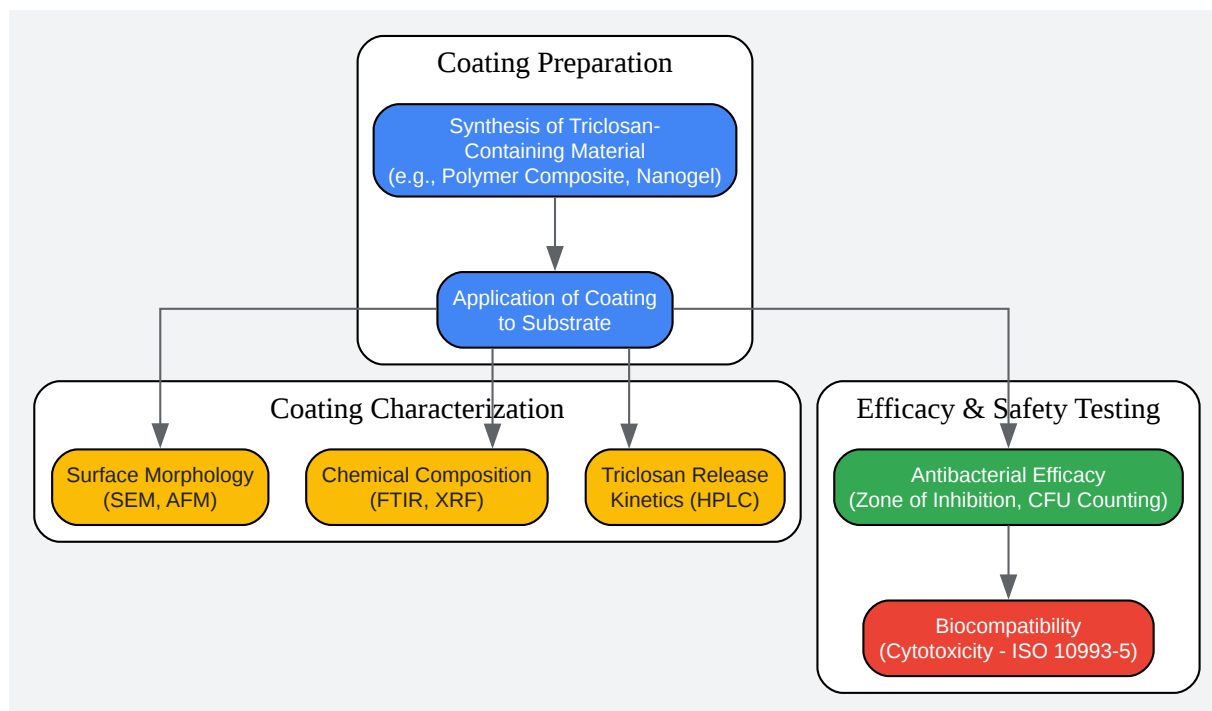 Coating Preparation
Synthesis of Triclosan-
Containing Material
(e.g., Polymer Composite, Nanogel)
Application of Coating
to Substrate
Coating Characterization
Surface Morphology
(SEM, AFM)
Chemical Composition
(FTIR, XRF)
Triclosan Release
Kinetics (HPLC)
Efficacy & Safety Testing
Antibacterial Efficacy
(Zone of Inhibition, CFU Counting)
Biocompatibility
(Cytotoxicity - ISO 10993-5)